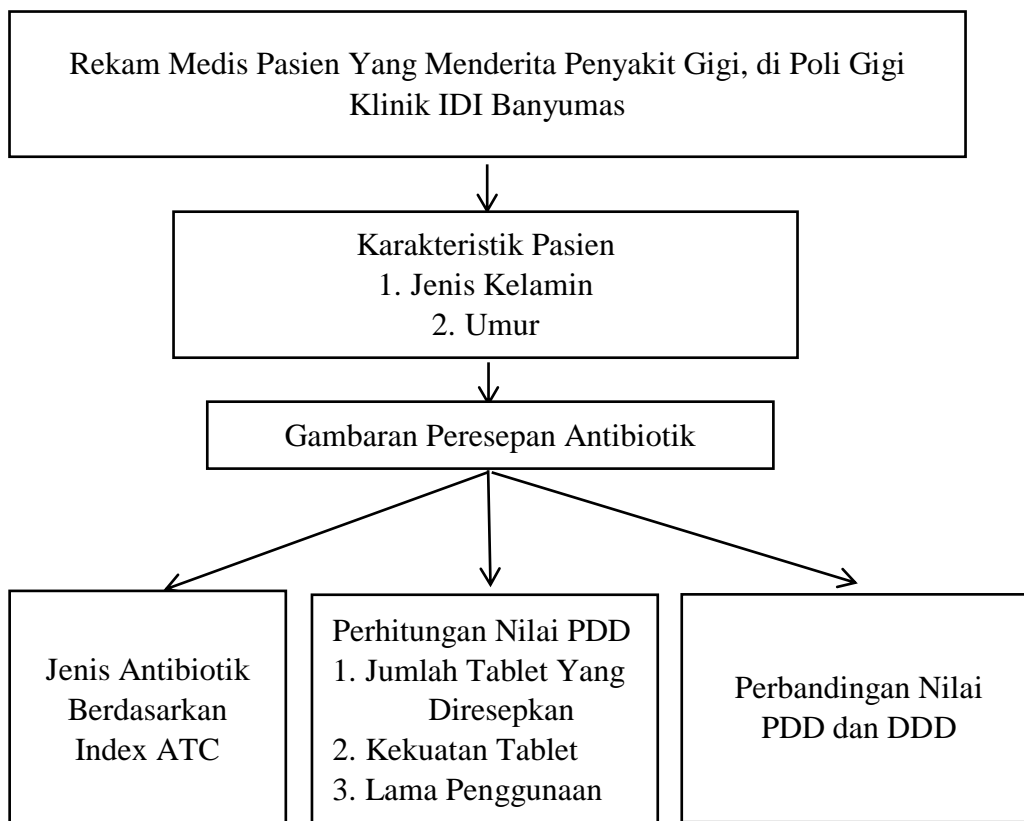 Rekam Medis Pasien Yang Menderita Penyakit Gigi, di Poli Gigi
Klinik IDI Banyumas
Karakteristik Pasien
1. Jenis Kelamin
2. Umur
Gambaran Peresepan Antibiotik
Jenis Antibiotik
Berdasarkan
Index ATC
Perhitungan Nilai PDD
1. Jumlah Tablet Yang
Diresepkan
2. Kekuatan Tablet
3. Lama Penggunaan
Perbandingan Nilai
PDD dan DDD